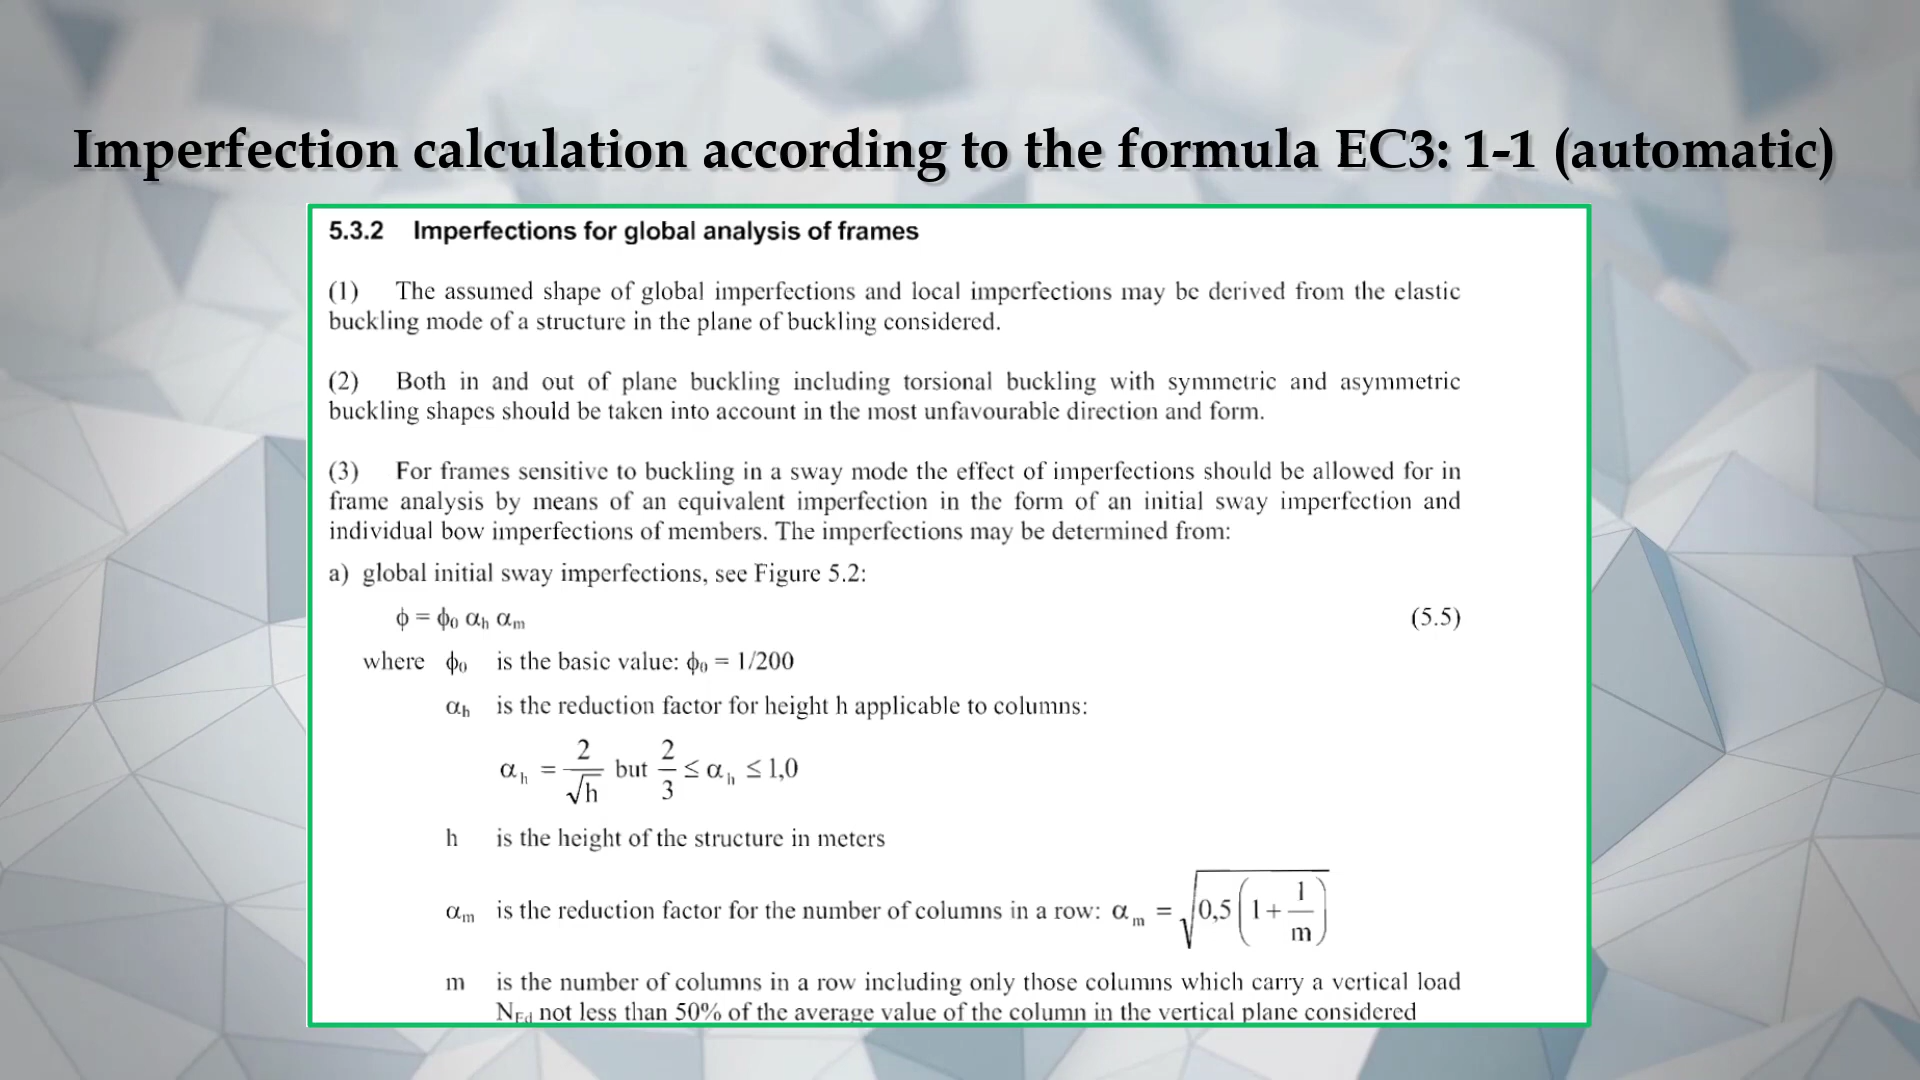 Imperfection calculation according to the formula EC3: 1-1 (automatic)
5.3.2 Imperfections for global analysis of frames
(1) The assumed shape of global imperfections and local imperfections may be derived from the elastic
buckling mode of a structure in the plane of buckling considered.
(2) Both in and out of plane buckling including torsional buckling with symmetric and asymmetric
buckling shapes should be taken into account in the most unfavourable direction and form.
(3) For frames sensitive to buckling in a sway mode the effect of imperfections should be allowed for in
frame analysis by means of an equivalent imperfection in the form of an initial sway imperfection and
individual bow imperfections of members. The imperfections may be determined from:
a) global initial sway imperfections, see Figure 5.2:
ϕ = ϕ₀ αₕ αₘ (5.5)
where ϕ₀ is the basic value: ϕ₀ = 1/200
αₕ is the reduction factor for height h applicable to columns:
αₕ = 2/√h but 2/3 ≤ αₕ ≤ 1,0
h is the height of the structure in meters
αₘ is the reduction factor for the number of columns in a row: αₘ = √(0,5(1+1/m))
m is the number of columns in a row including only those columns which carry a vertical load
N_Ed not less than 50% of the average value of the column in the vertical plane considered